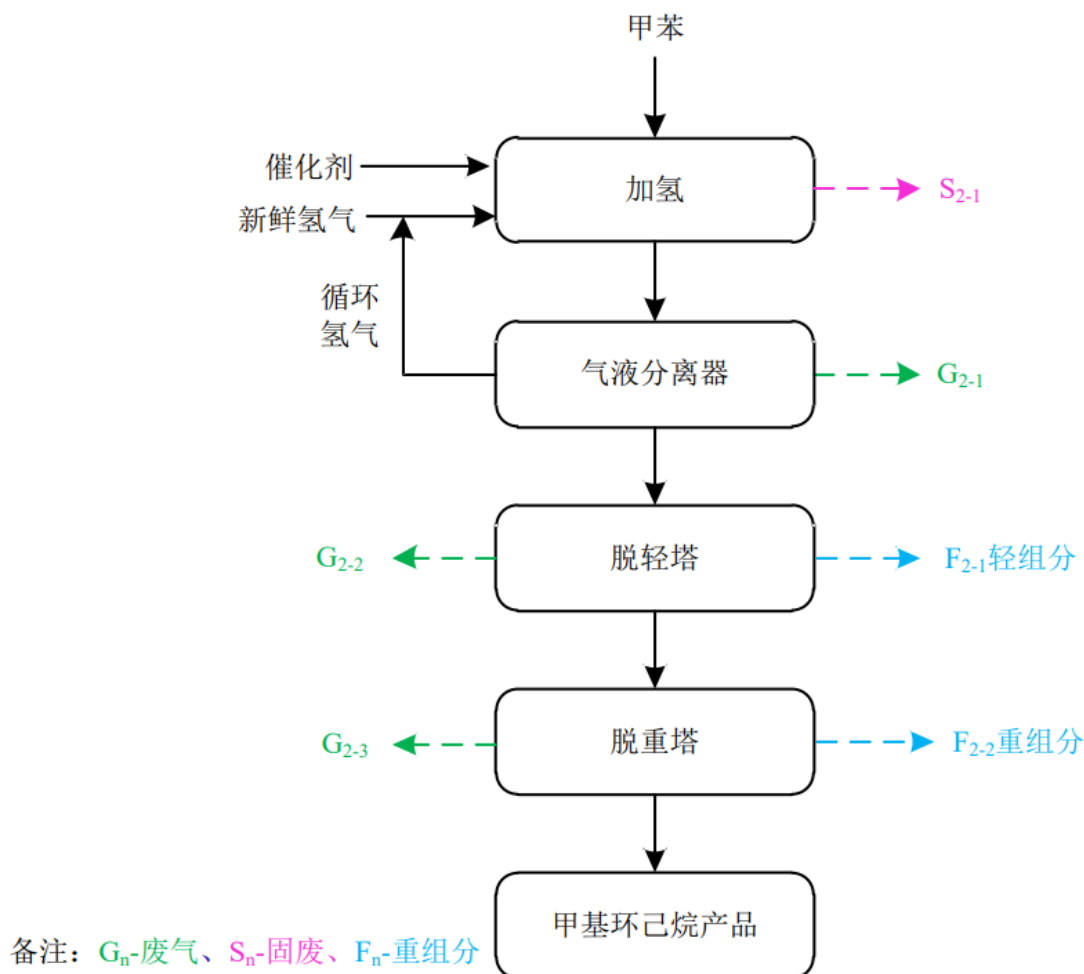 甲苯
催化剂
加氢
S2-1
新鲜氢气
循环
氢气
气液分离器
G2-1
G2-2
脱轻塔
F2-1轻组分
G2-3
脱重塔
F2-2重组分
甲基环己烷产品
备注：Gn-废气、Sn-固废、Fn-重组分